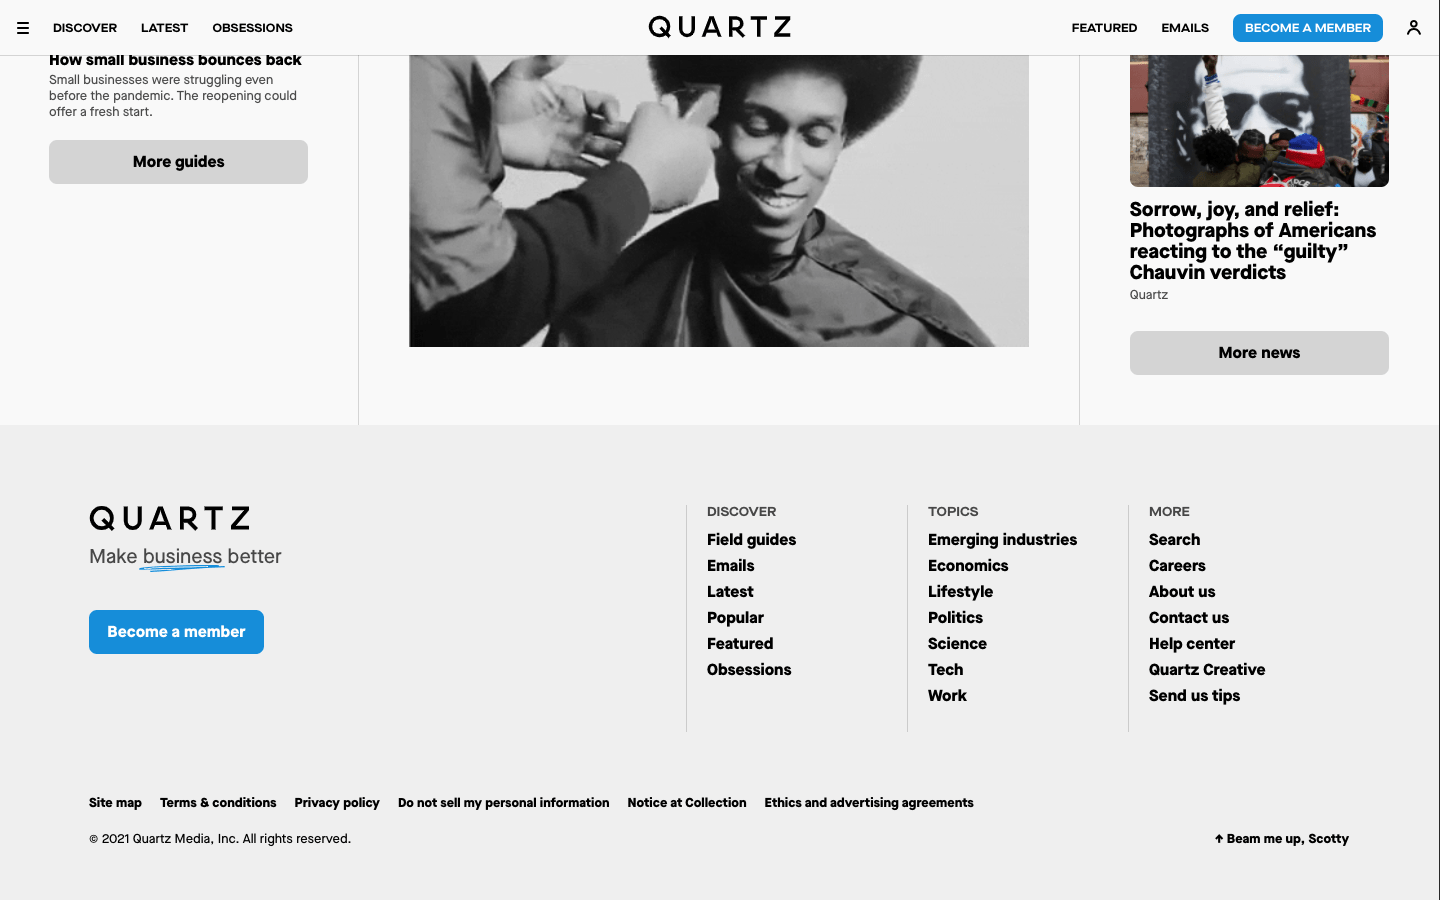 DISCOVER LATEST OBSESSIONS QUARTZ FEATURED EMAILS BECOME A MEMBER
How small business bounces back
Small businesses were struggling even
before the pandemic. The reopening could
offer a fresh start.
More guides
Sorrow, joy, and relief:
Photographs of Americans
reacting to the “guilty”
Chauvin verdicts
Quartz
More news
QUARTZ
Make business better
Become a member
DISCOVER
Field guides
Emails
Latest
Popular
Featured
Obsessions
TOPICS
Emerging industries
Economics
Lifestyle
Politics
Science
Tech
Work
MORE
Search
Careers
About us
Contact us
Help center
Quartz Creative
Send us tips
Site map Terms & conditions Privacy policy Do not sell my personal information Notice at Collection Ethics and advertising agreements
© 2021 Quartz Media, Inc. All rights reserved.
↑ Beam me up, Scotty